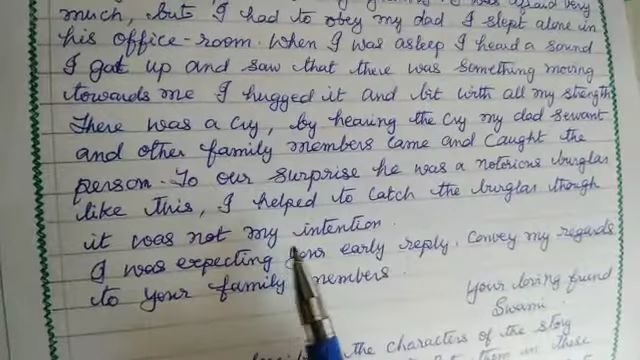 much, but I had to obey my dad I slept alone in
his office-room. When I was asleep I heard a sound
I got up and saw that there was something moving
towards me I hugged it and bit with all my strength
There was a cry, by hearing the cry my dad servant
and other family members came and caught the
person. To our surprise he was a notorious burglar
like this, I helped to catch the burglar though
it was not my intention.
I was expecting your early reply. Convey my regards
to your family members.
Your loving friend
Swami.
the characters of the story